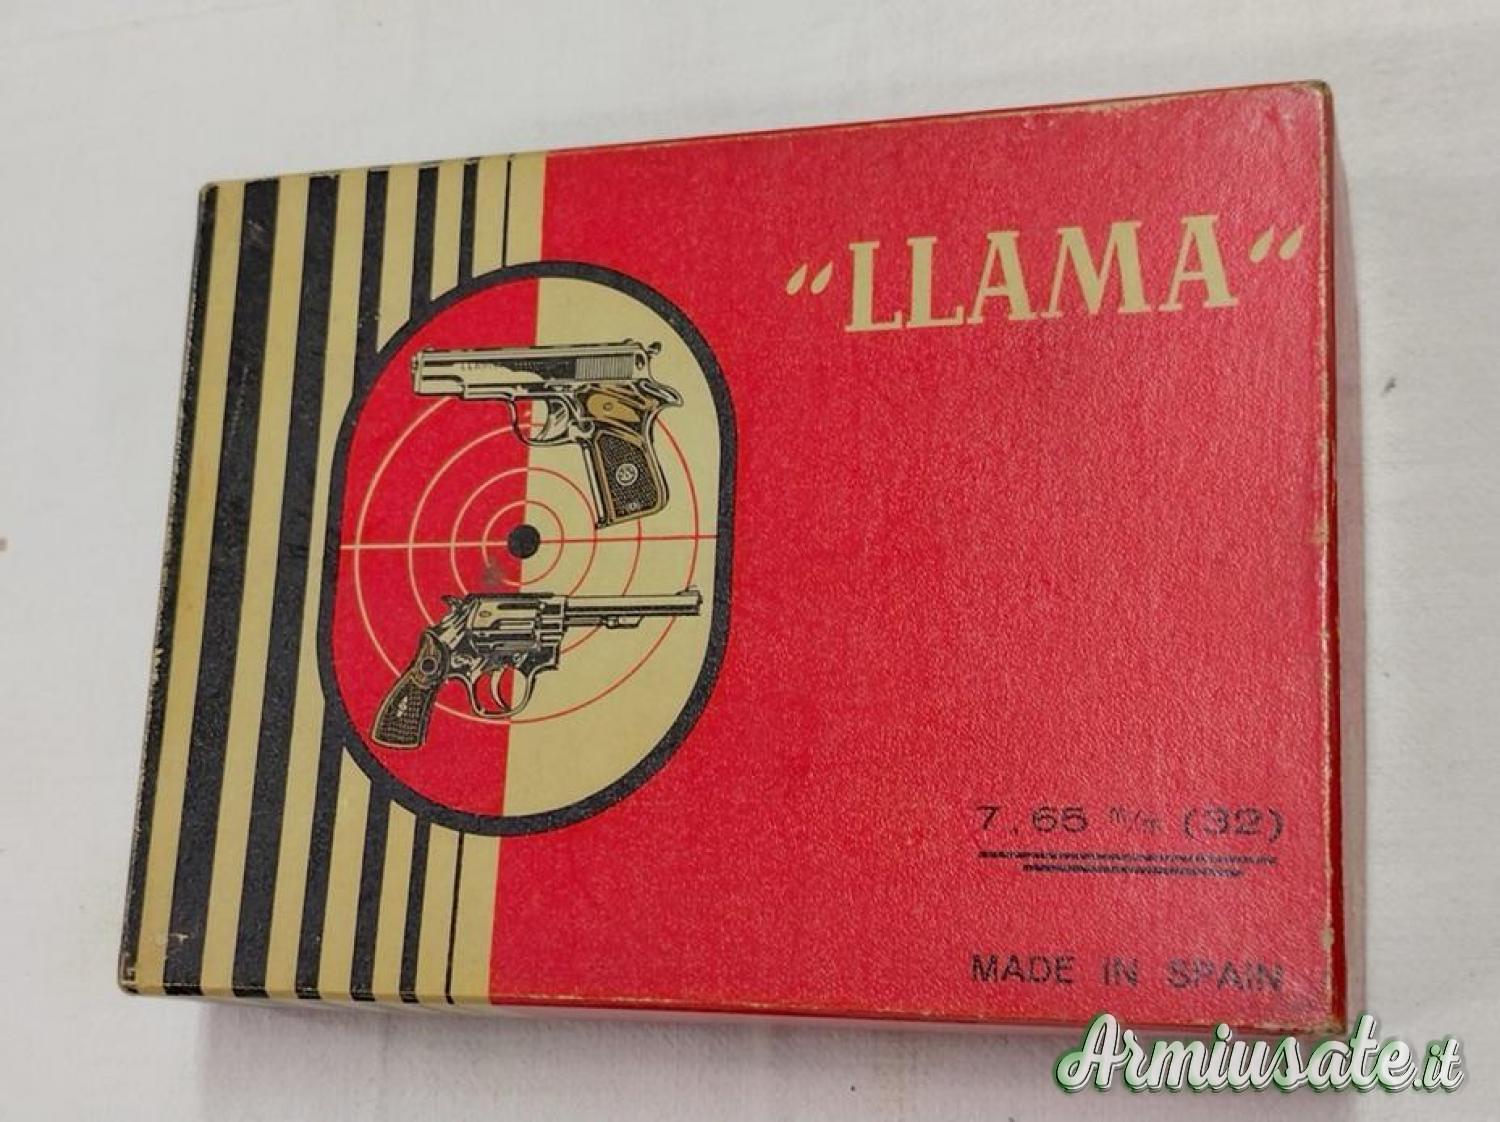 “LLAMA“
7,65 m/m (32)
MADE IN SPAIN
Armiusate.it